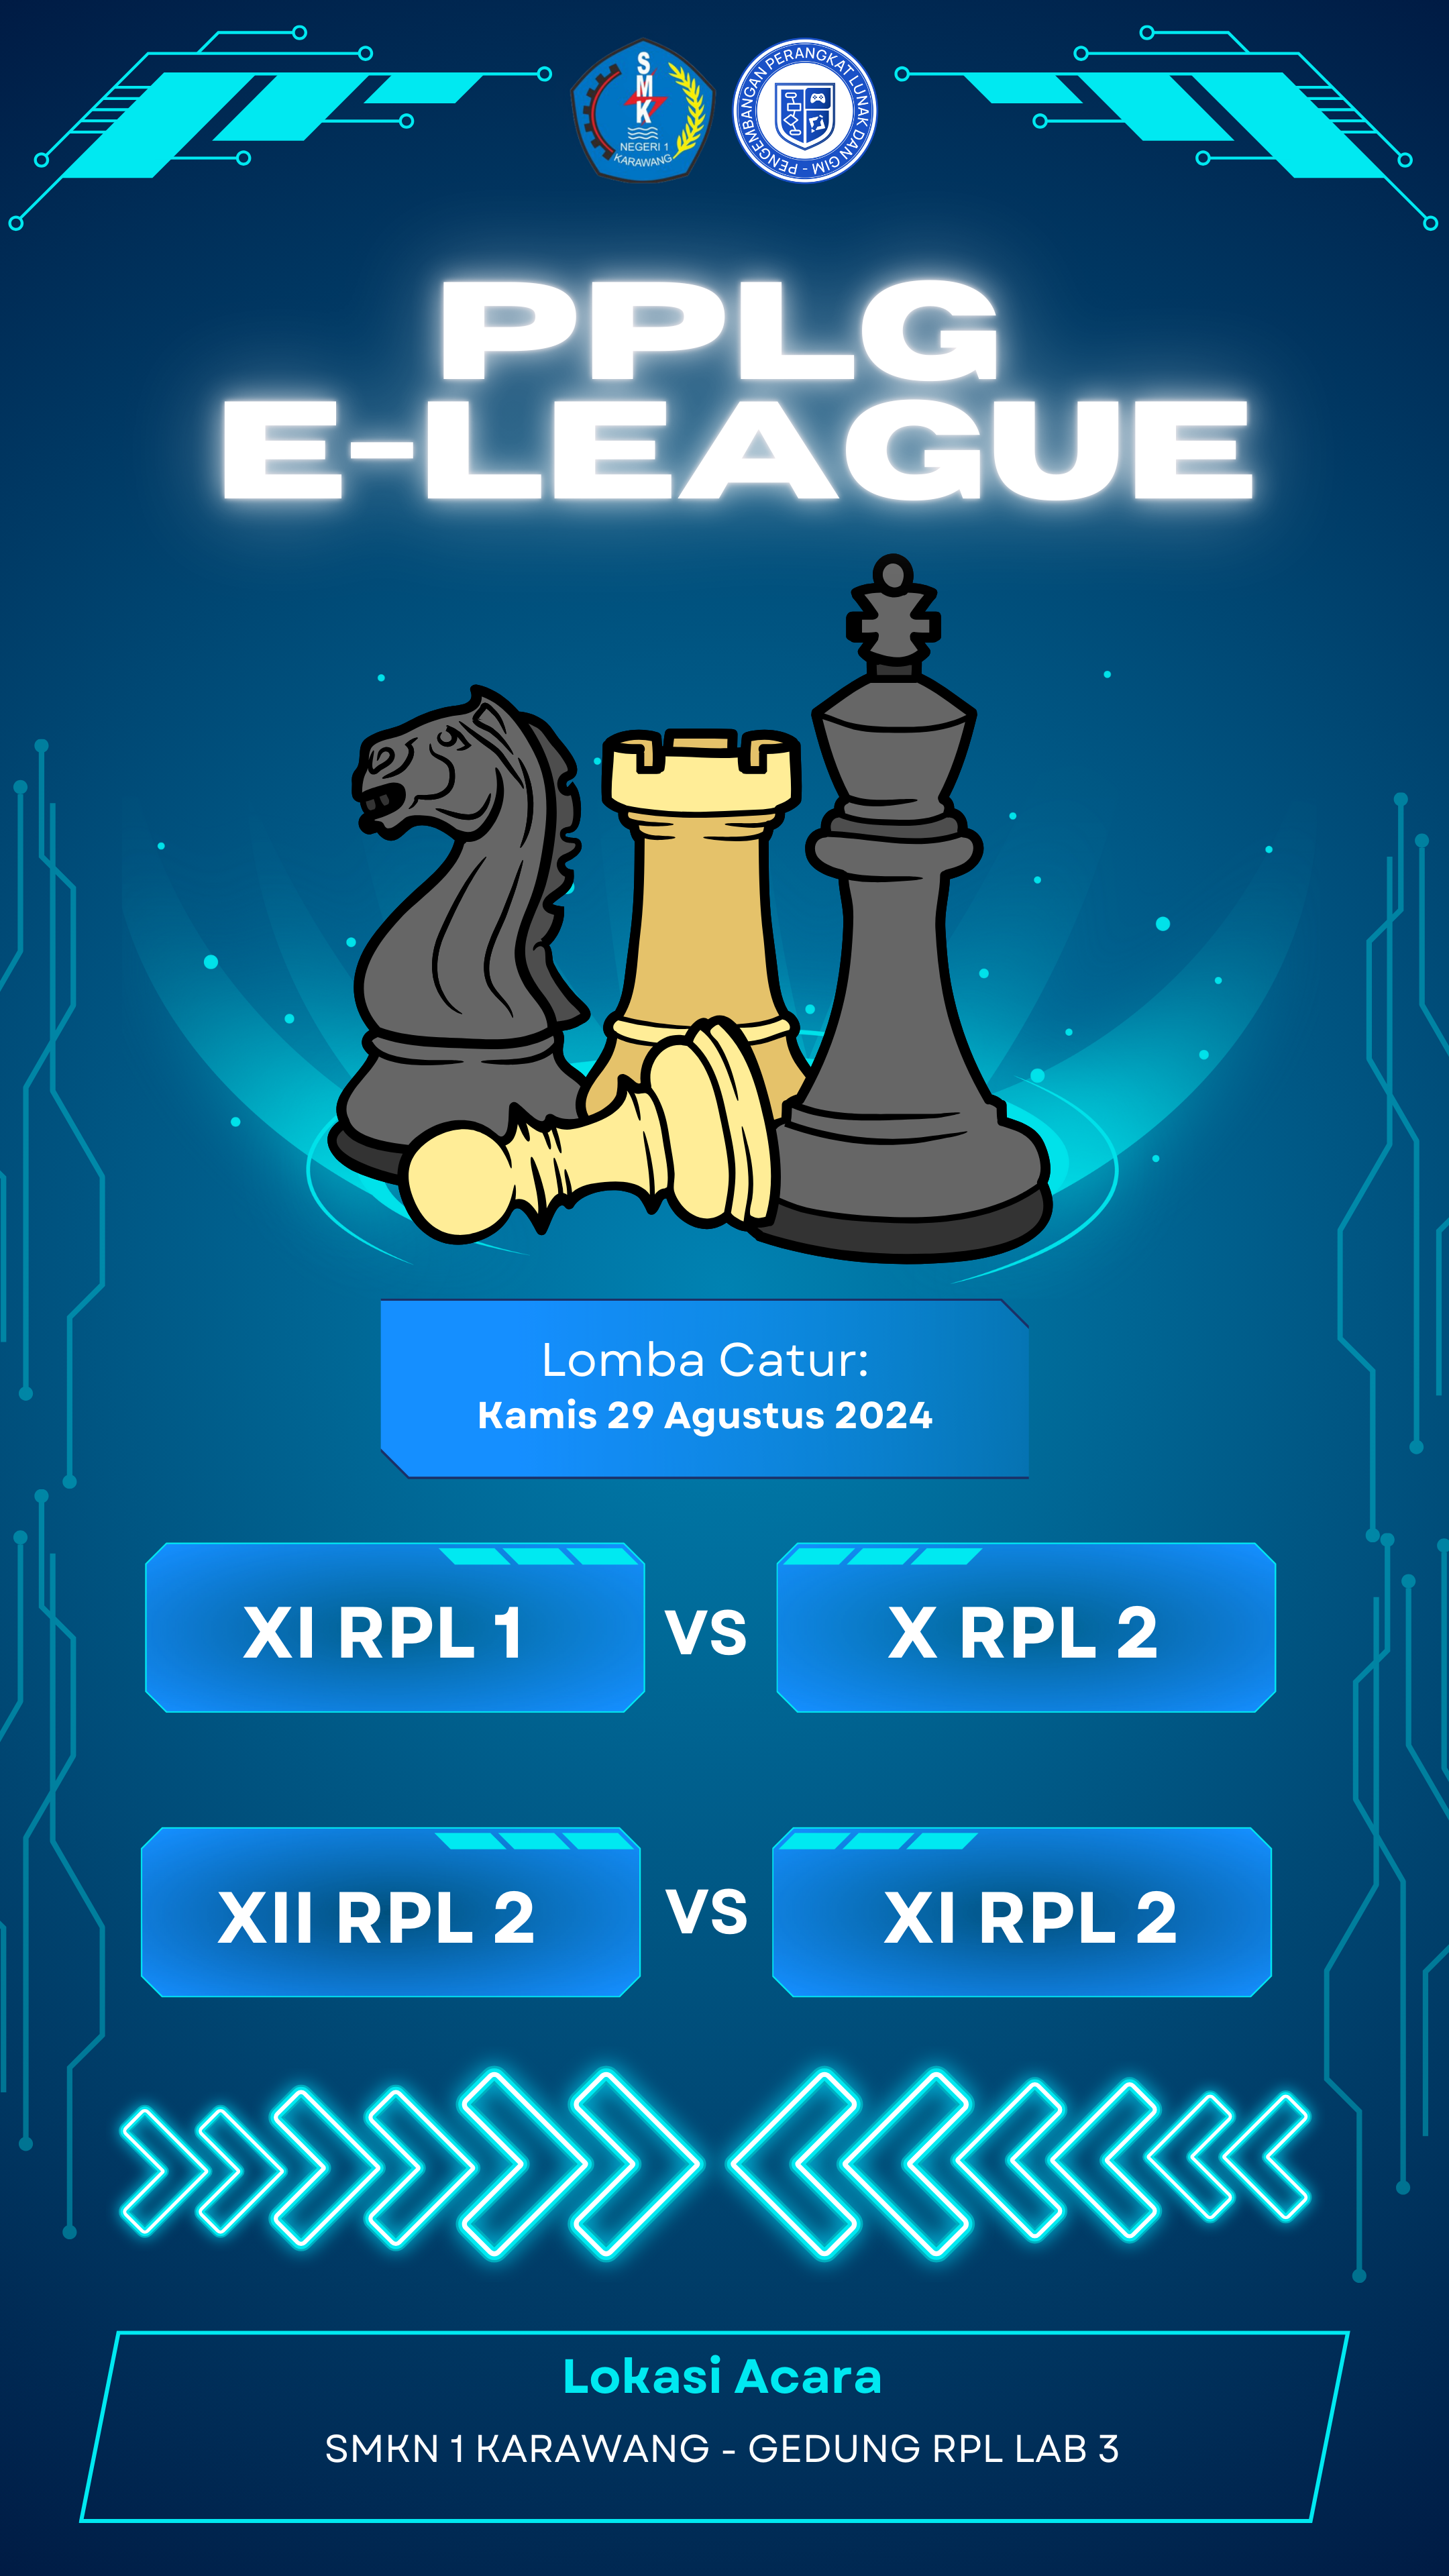 SMK
NEGERI 1
KARAWANG
PENGEMBANGAN PERANGKAT LUNAK DAN GIM -
PPLG
E-LEAGUE
Lomba Catur:
Kamis 29 Agustus 2024
XI RPL 1 VS X RPL 2
XII RPL 2 VS XI RPL 2
Lokasi Acara
SMKN 1 KARAWANG - GEDUNG RPL LAB 3